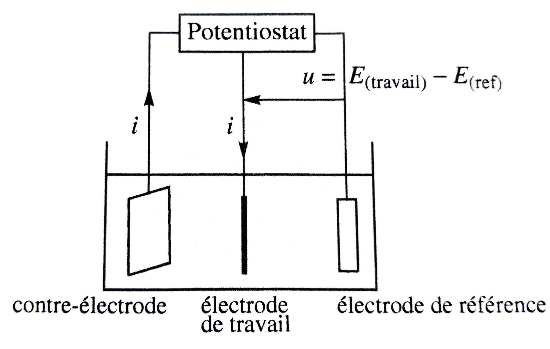 Potentiostat
u = E(travail) − E(ref)
i
i
contre-électrode
électrode
de travail
électrode de référence